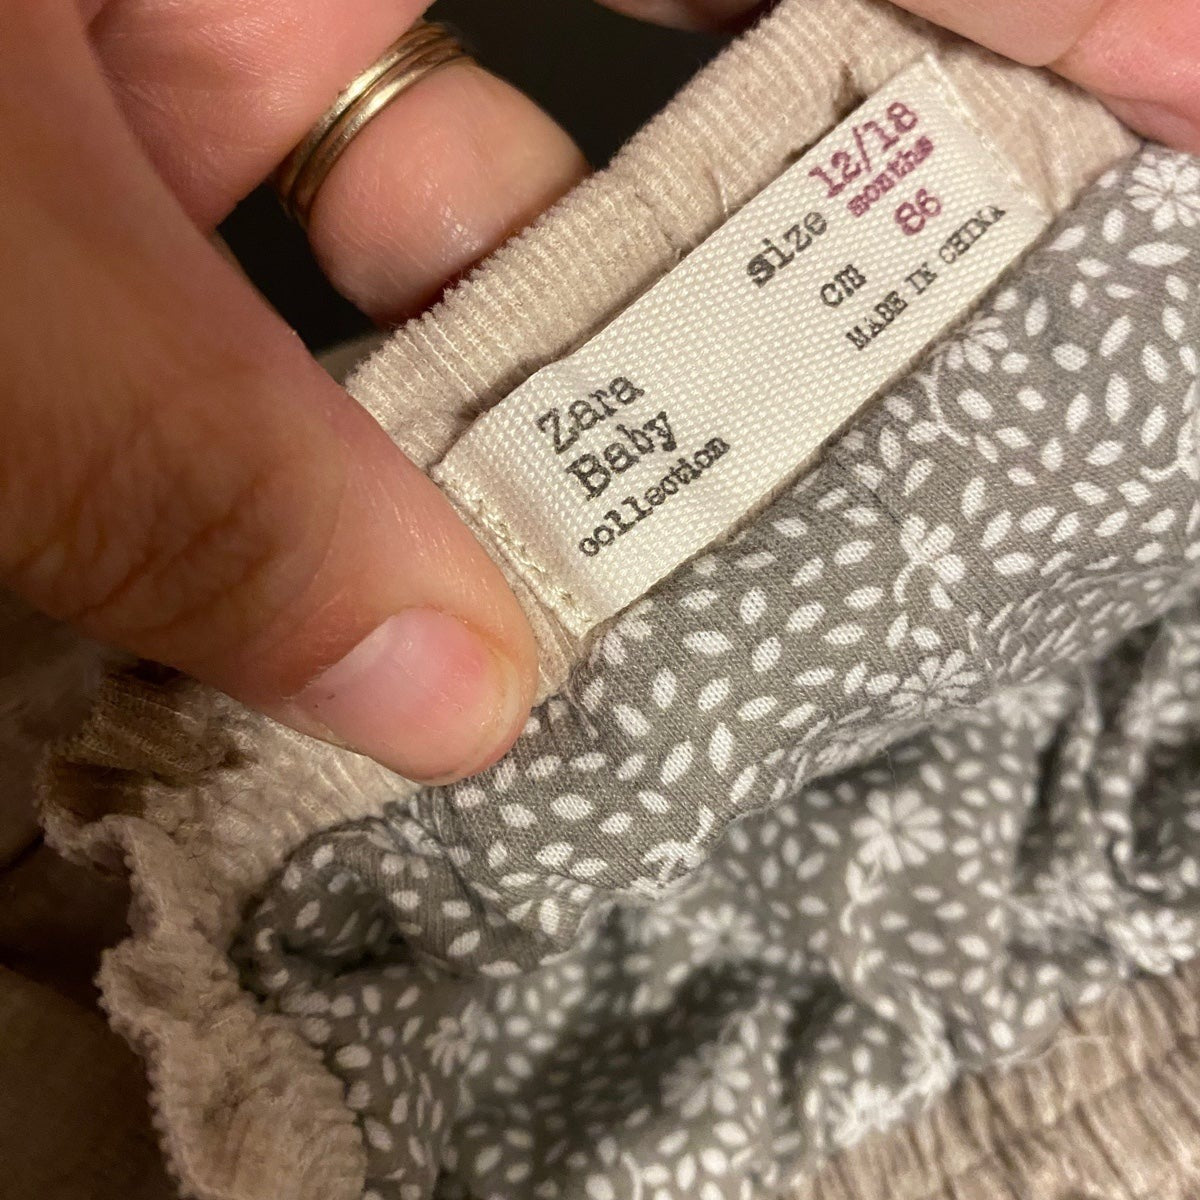 Zara
Baby
collection
size 12/18
months
CM 86
MADE IN CHINA